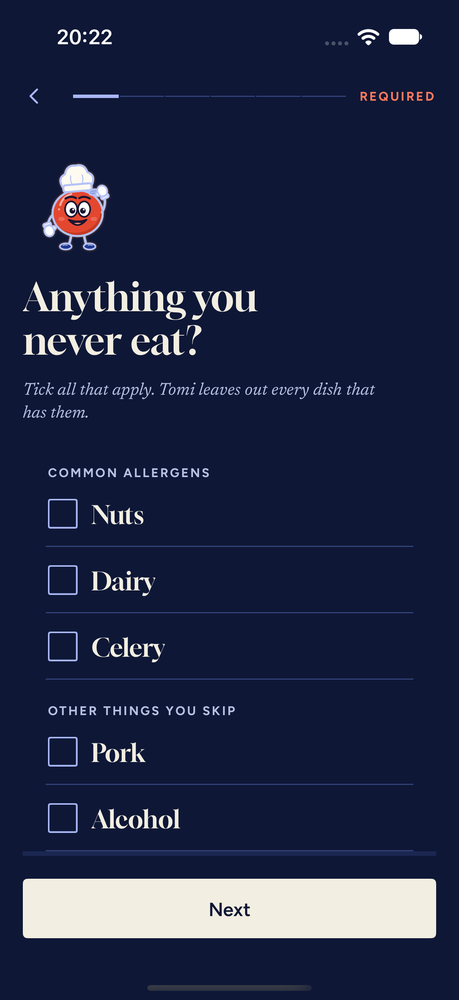 20:22
REQUIRED
Anything you
never eat?
Tick all that apply. Tomi leaves out every dish that
has them.
COMMON ALLERGENS
Nuts
Dairy
Celery
OTHER THINGS YOU SKIP
Pork
Alcohol
Next